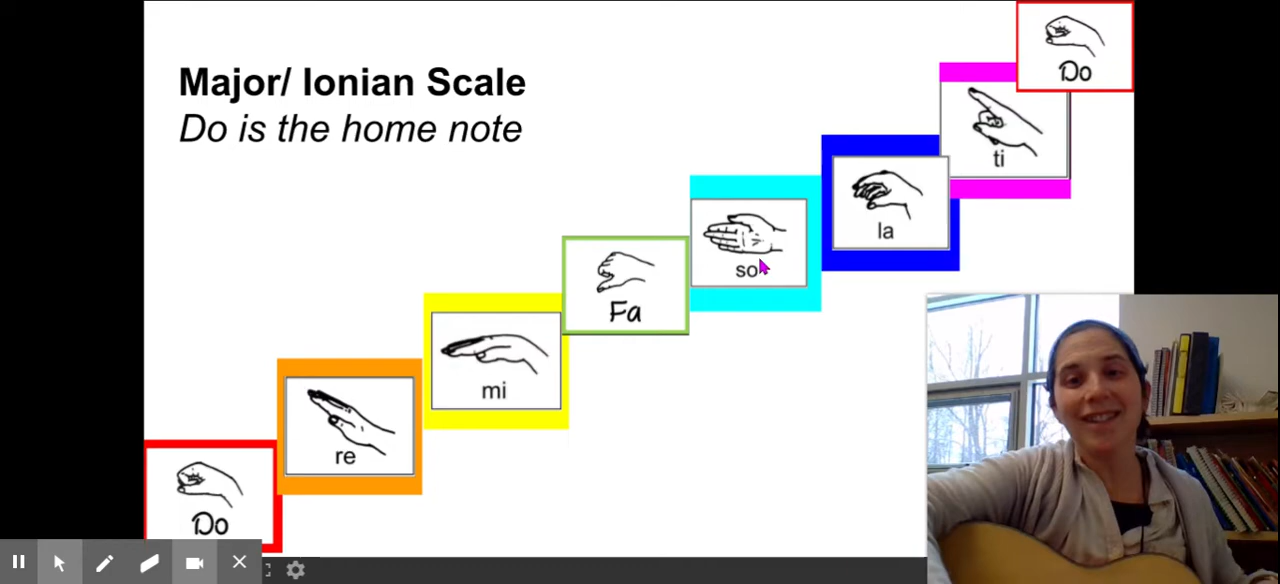 Major/ Ionian Scale
Do is the home note
Do
re
mi
Fa
so
la
ti
Do